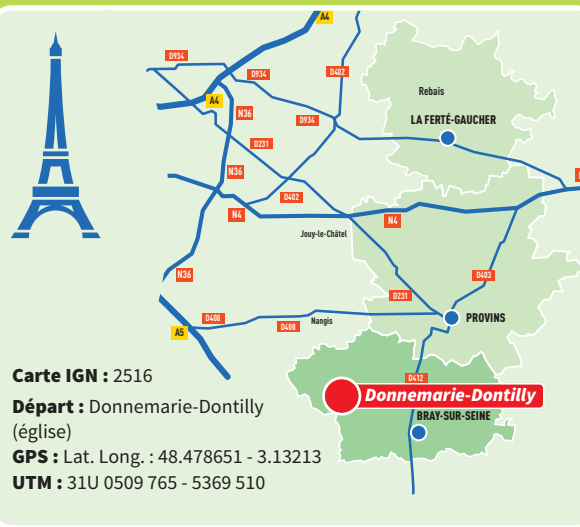 A4
D934
D934
D402
A4
N36
D934
Rebais
LA FERTÉ-GAUCHER
D231
N36
D402
N4
N4
Jouy-le-Châtel
N36
D403
D231
D408
Nangis
PROVINS
A5
D408
D412
Donnemarie-Dontilly
BRAY-SUR-SEINE
Carte IGN : 2516
Départ : Donnemarie-Dontilly
(église)
GPS : Lat. Long. : 48.478651 - 3.13213
UTM : 31U 0509 765 - 5369 510